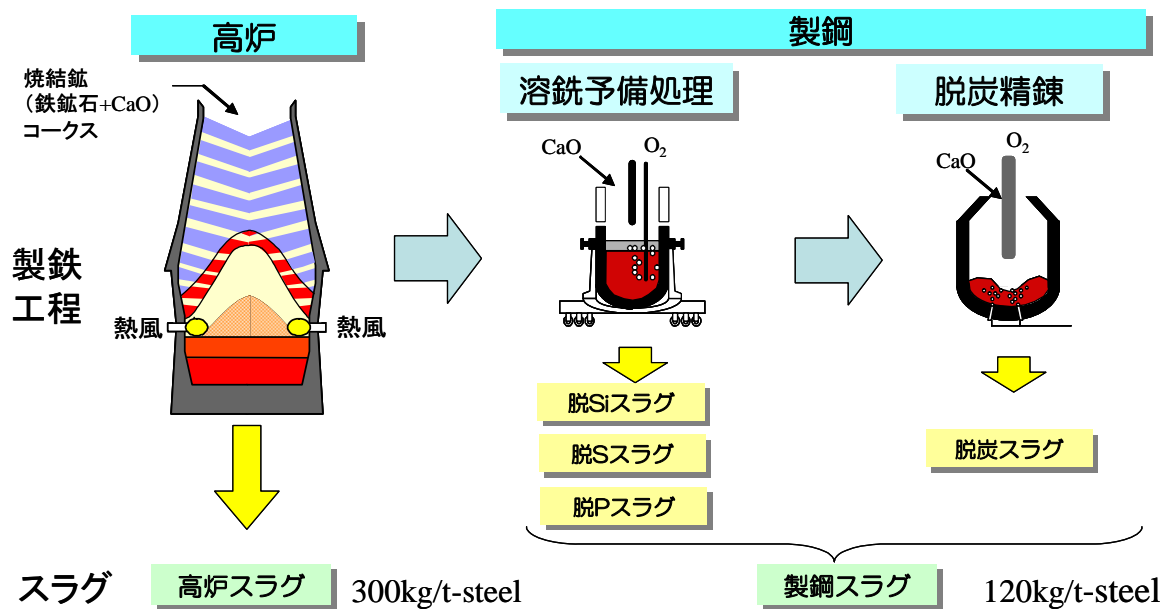 高炉
製鋼
焼結鉱
（鉄鉱石+CaO）
コークス
溶銑予備処理
脱炭精錬
CaO
O2
O2
CaO
製鉄
工程
熱風
熱風
脱Siスラグ
脱Sスラグ
脱Pスラグ
脱炭スラグ
スラグ
高炉スラグ
300kg/t-steel
製鋼スラグ
120kg/t-steel